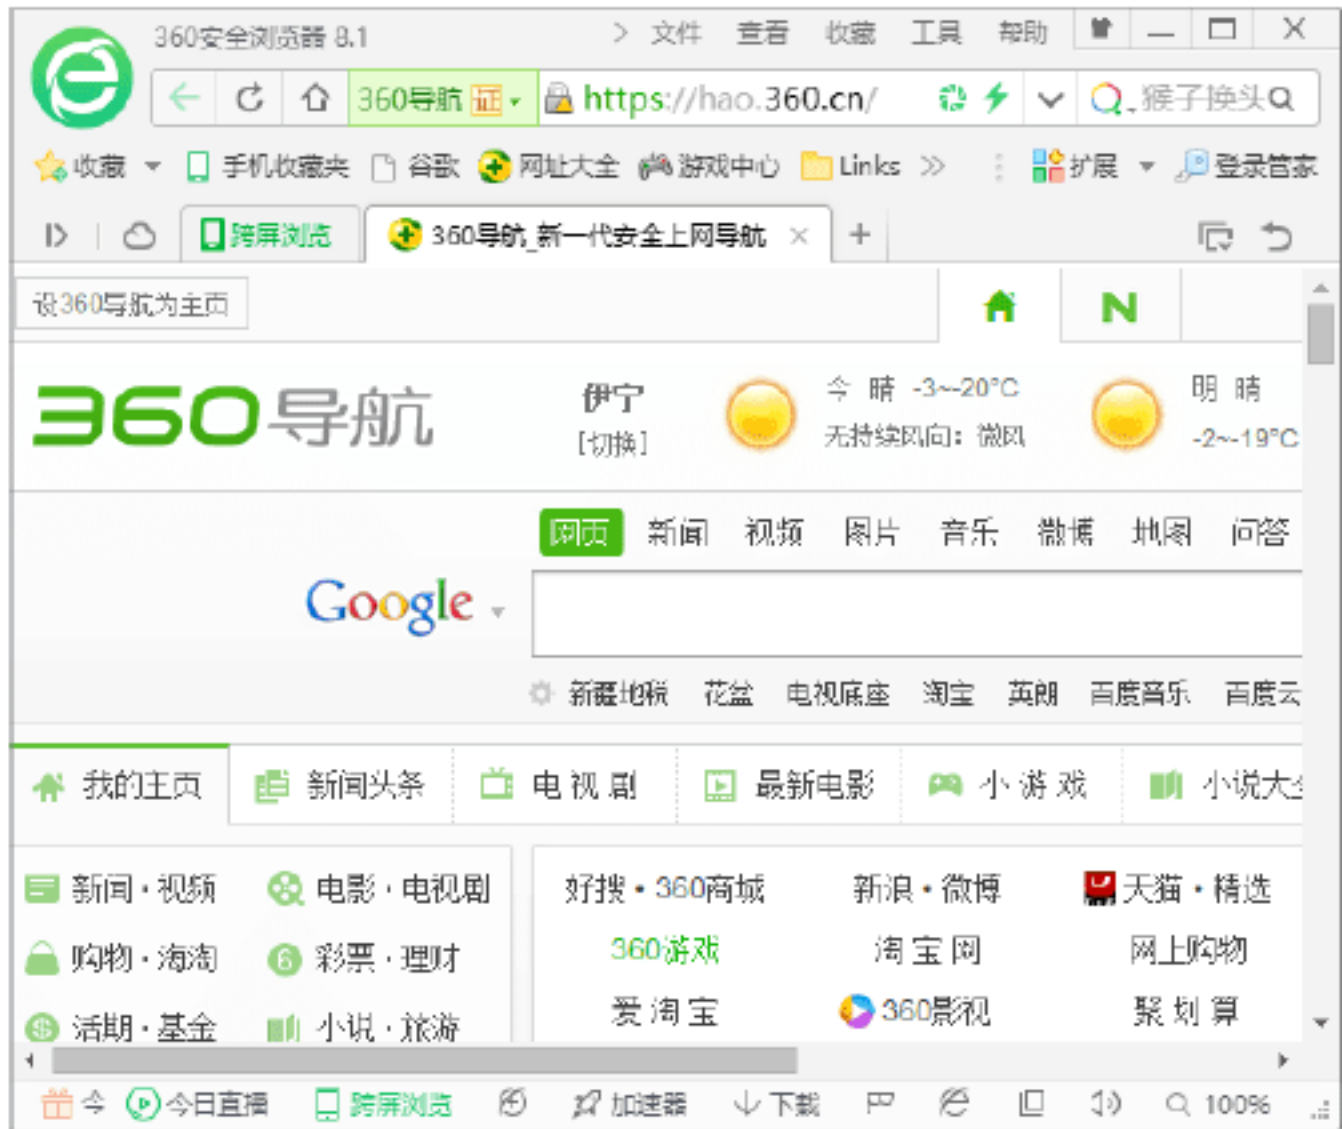 360安全浏览器 8.1 文件 查看 收藏 工具 帮助
360导航 证 https://hao.360.cn/ 猴子换头
收藏 手机收藏夹 谷歌 网址大全 游戏中心 Links 扩展 登录管家
跨屏浏览 360导航_新一代安全上网导航
设360导航为主页 N
360导航 伊宁 今 晴 -3~-20°C 明 晴
[切换] 无持续风向：微风 -2~-19°C
网页 新闻 视频 图片 音乐 微博 地图 问答
Google
新疆地税 花盆 电视底座 淘宝 英朗 百度音乐 百度云
我的主页 新闻头条 电视剧 最新电影 小游戏 小说大全
新闻·视频 电影·电视剧 好搜·360商城 新浪·微博 天猫·精选
购物·海淘 彩票·理财 360游戏 淘宝网 网上购物
活期·基金 小说·旅游 爱淘宝 360影视 聚划算
今 今日直播 跨屏浏览 加速器 下载 100%